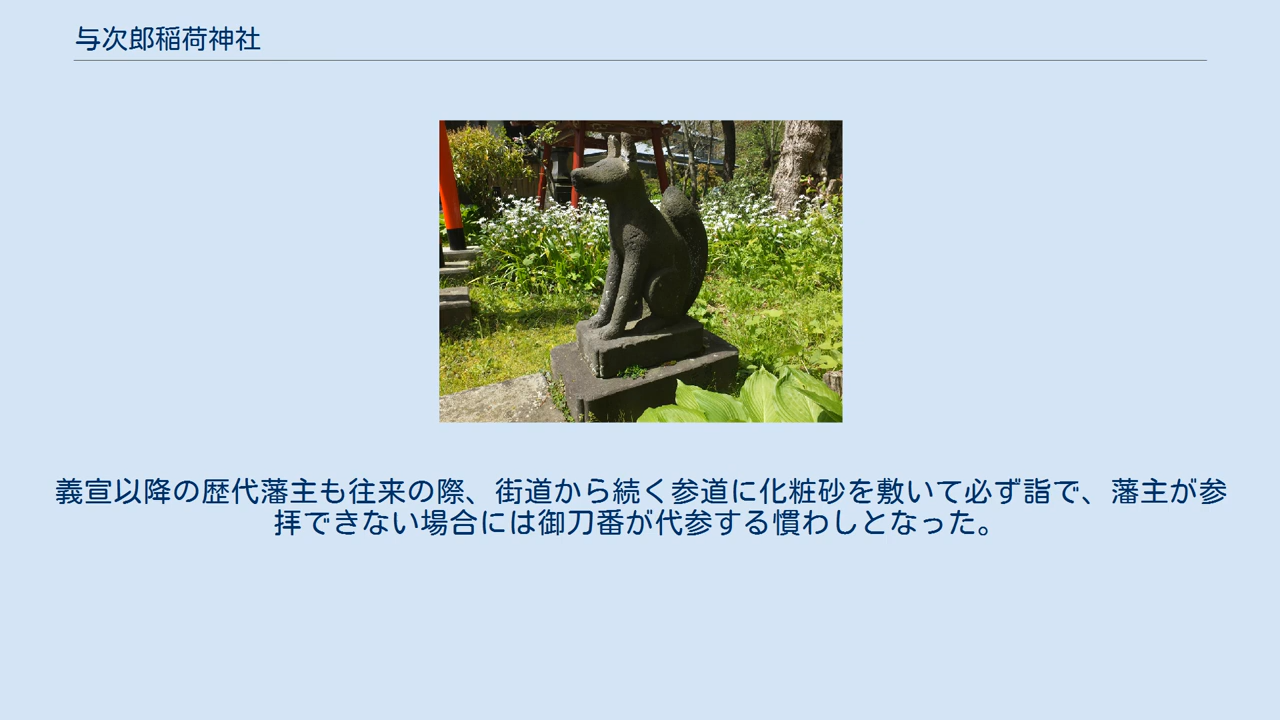 与次郎稲荷神社
義宣以降の歴代藩主も往来の際、街道から続く参道に化粧砂を敷いて必ず詣で、藩主が参
拝できない場合には御刀番が代参する慣わしとなった。